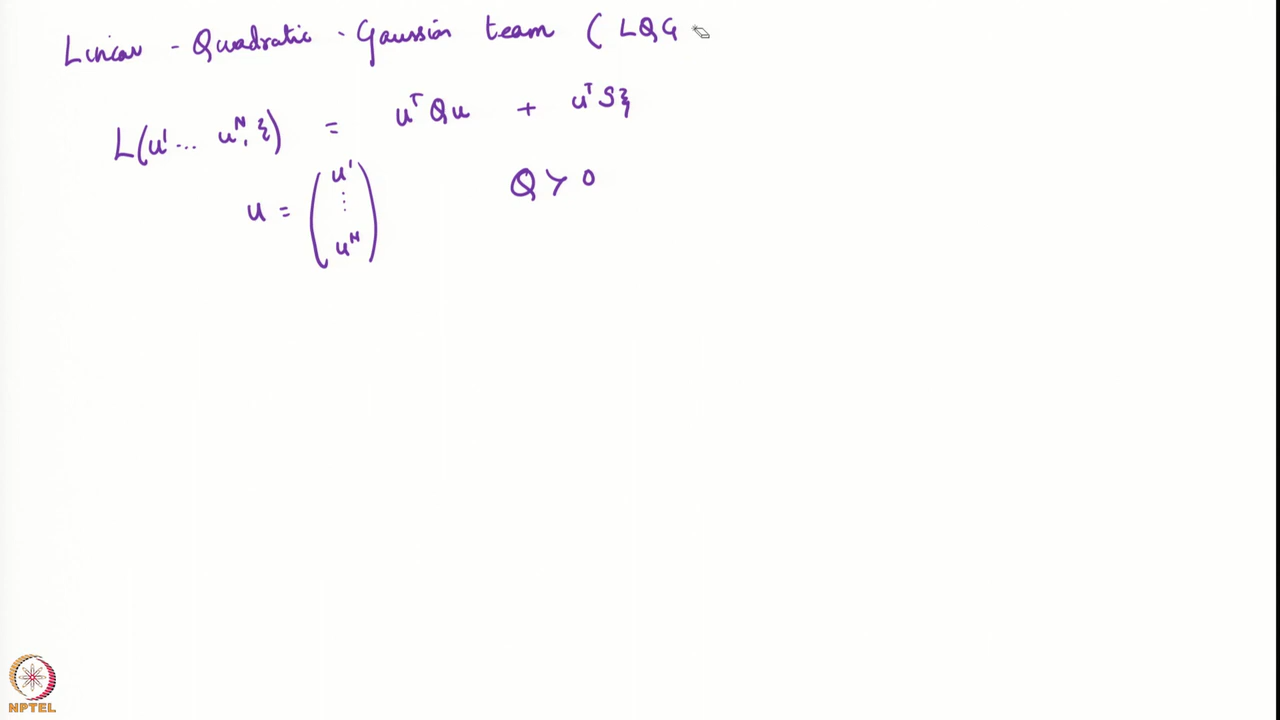 Linear - Quadratic - Gaussian team ( LQG
L(u¹ ... uᴺ, ξ) = uᵀQu + uᵀSξ
u = (u¹ ⋮ uᴺ) Q ≻ 0
NPTEL